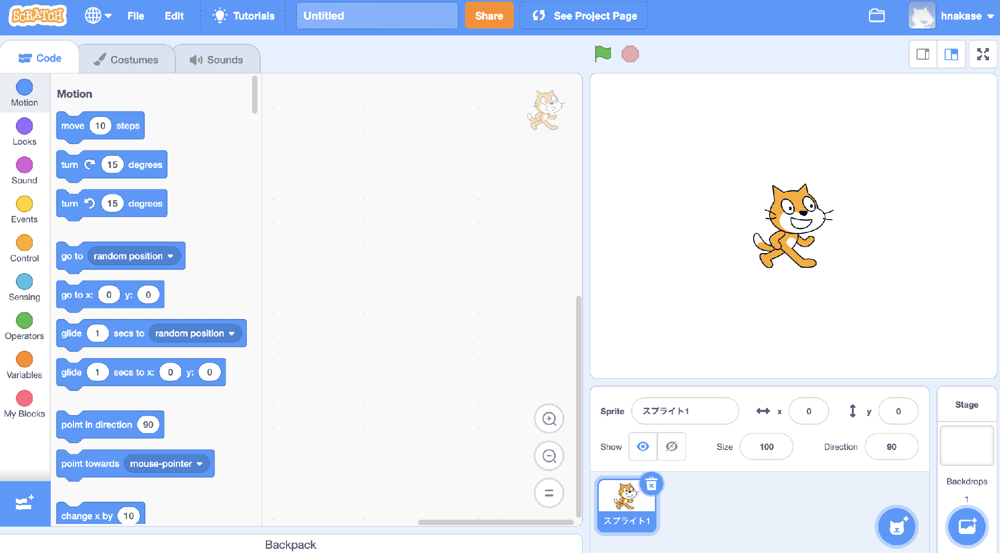 SCRATCH File Edit Tutorials Untitled Share See Project Page hnakase
Code Costumes Sounds
Motion
Looks
Sound
Events
Control
Sensing
Operators
Variables
My Blocks
Motion
move 10 steps
turn 15 degrees
turn 15 degrees
go to random position
go to x: 0 y: 0
glide 1 secs to random position
glide 1 secs to x: 0 y: 0
point in direction 90
point towards mouse-pointer
change x by 10
Backpack
Sprite スプライト1 x 0 y 0
Show Size 100 Direction 90
スプライト1
Stage
Backdrops
1